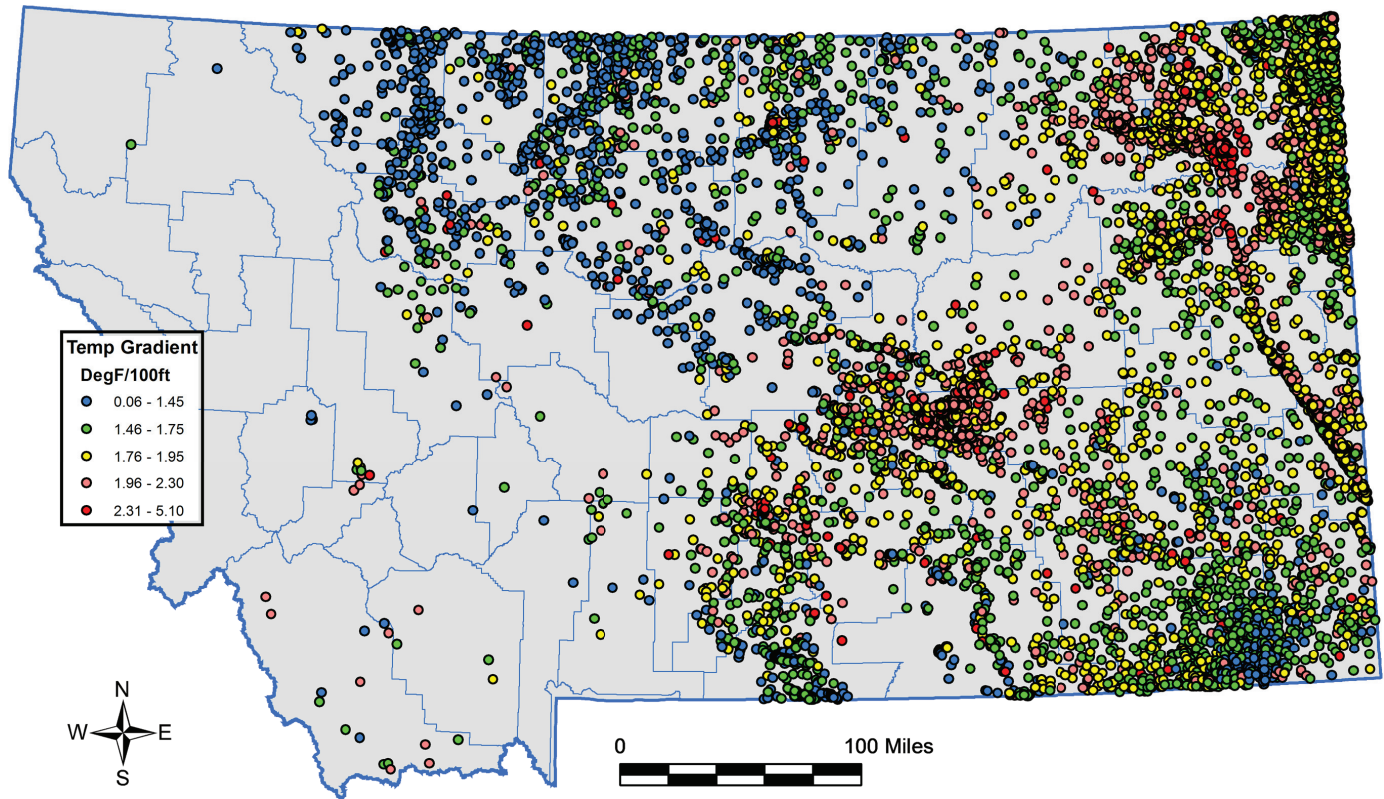 Temp Gradient
DegF/100ft
0.06 - 1.45
1.46 - 1.75
1.76 - 1.95
1.96 - 2.30
2.31 - 5.10
N
W E
S
0 100 Miles